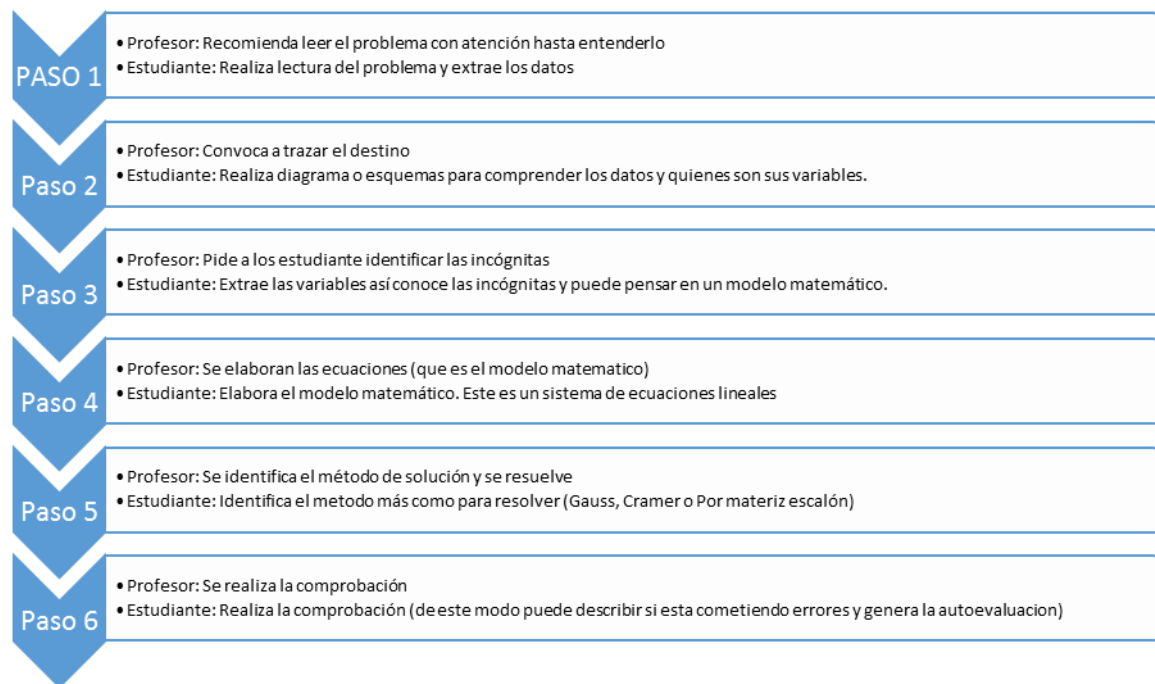 PASO 1
• Profesor: Recomienda leer el problema con atención hasta entenderlo
• Estudiante: Realiza lectura del problema y extrae los datos
Paso 2
• Profesor: Convoca a trazar el destino
• Estudiante: Realiza diagrama o esquemas para comprender los datos y quienes son sus variables.
Paso 3
• Profesor: Pide a los estudiante identificar las incógnitas
• Estudiante: Extrae las variables así conoce las incógnitas y puede pensar en un modelo matemático.
Paso 4
• Profesor: Se elaboran las ecuaciones (que es el modelo matematico)
• Estudiante: Elabora el modelo matemático. Este es un sistema de ecuaciones lineales
Paso 5
• Profesor: Se identifica el método de solución y se resuelve
• Estudiante: Identifica el metodo más como para resolver (Gauss, Cramer o Por materiz escalón)
Paso 6
• Profesor: Se realiza la comprobación
• Estudiante: Realiza la comprobación (de este modo puede describir si esta cometiendo errores y genera la autoevaluacion)